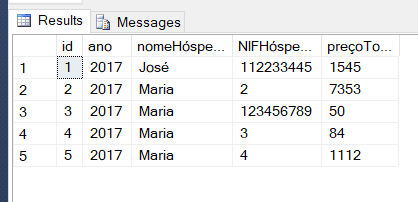 Results Messages
id ano nomeHóspe... NIFHóspe... preçoTo...
1 1 2017 José 112233445 1545
2 2 2017 Maria 2 7353
3 3 2017 Maria 123456789 50
4 4 2017 Maria 3 84
5 5 2017 Maria 4 1112